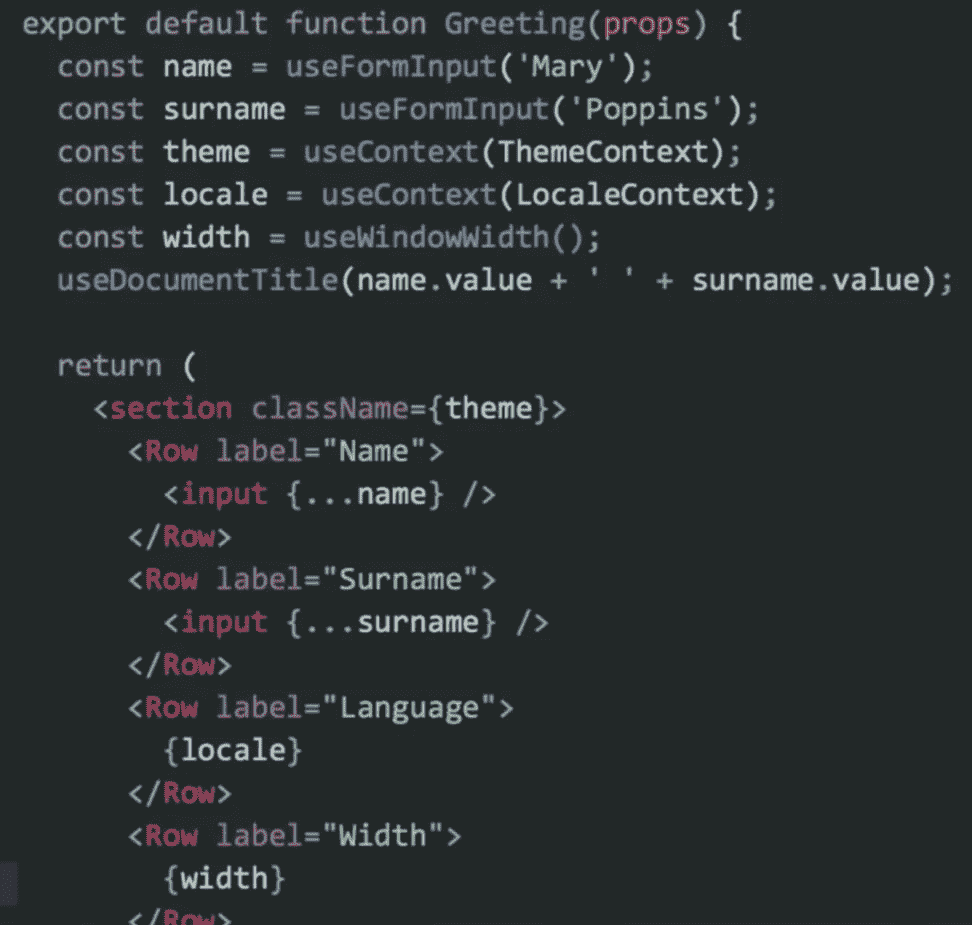 export default function Greeting(props) {
  const name = useFormInput('Mary');
  const surname = useFormInput('Poppins');
  const theme = useContext(ThemeContext);
  const locale = useContext(LocaleContext);
  const width = useWindowWidth();
  useDocumentTitle(name.value + ' ' + surname.value);

  return (
    <section className={theme}>
      <Row label="Name">
        <input {...name} />
      </Row>
      <Row label="Surname">
        <input {...surname} />
      </Row>
      <Row label="Language">
        {locale}
      </Row>
      <Row label="Width">
        {width}
      </Row>